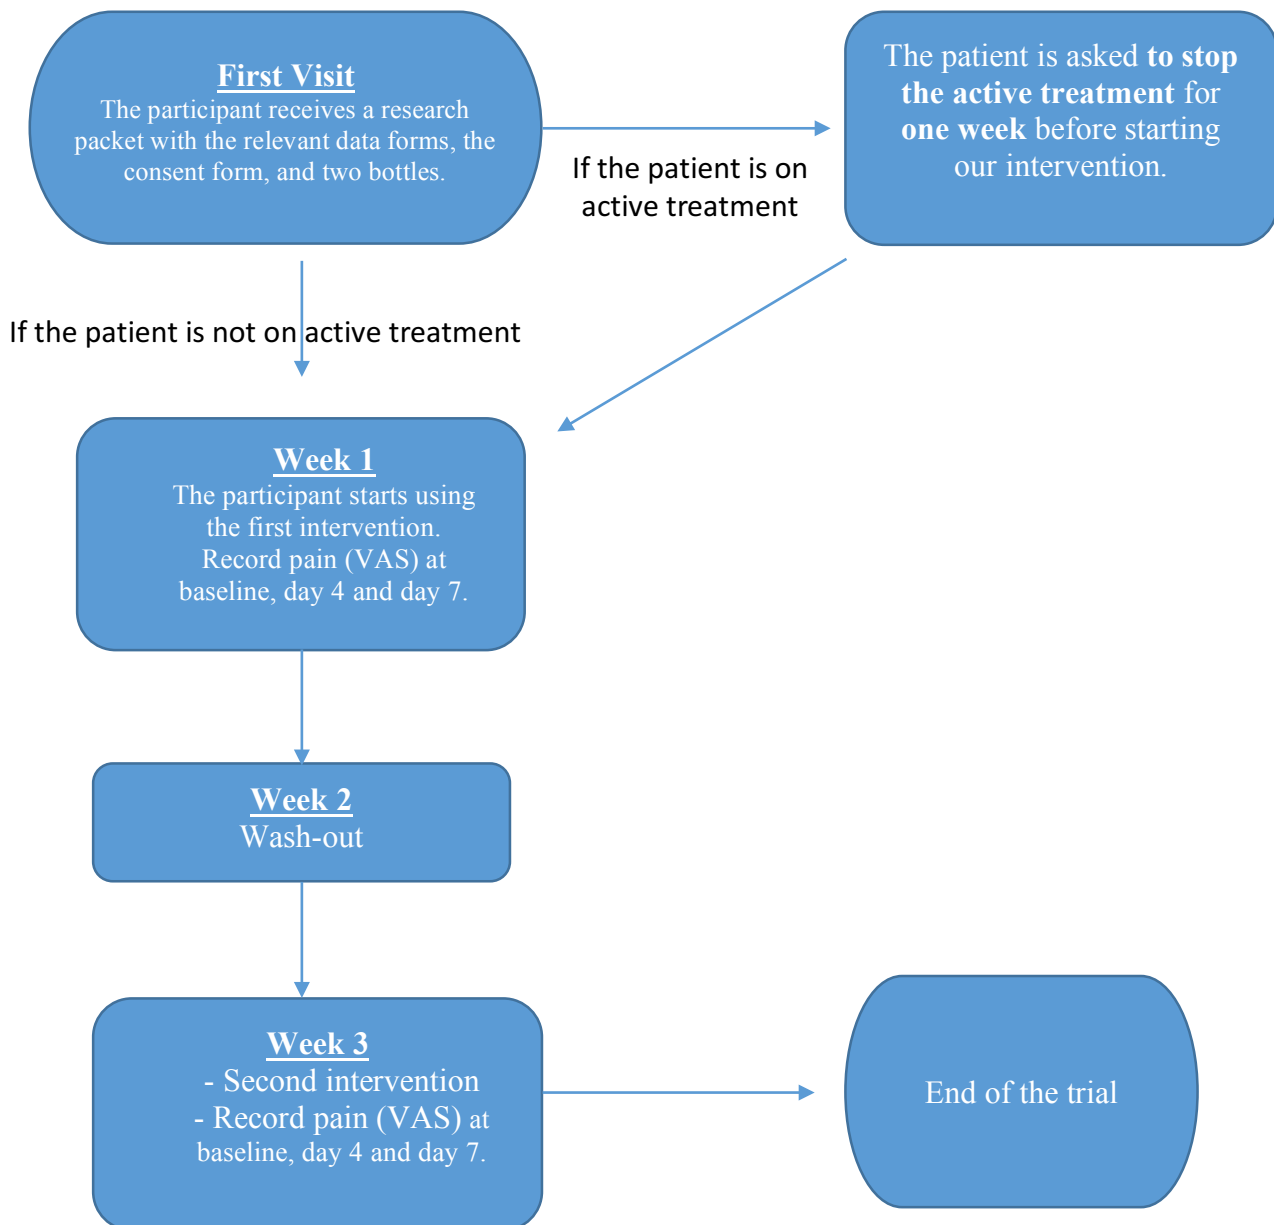 First Visit
The participant receives a research
packet with the relevant data forms, the
consent form, and two bottles.
If the patient is on
active treatment
The patient is asked to stop
the active treatment for
one week before starting
our intervention.
If the patient is not on active treatment
Week 1
The participant starts using
the first intervention.
Record pain (VAS) at
baseline, day 4 and day 7.
Week 2
Wash-out
Week 3
- Second intervention
- Record pain (VAS) at
baseline, day 4 and day 7.
End of the trial